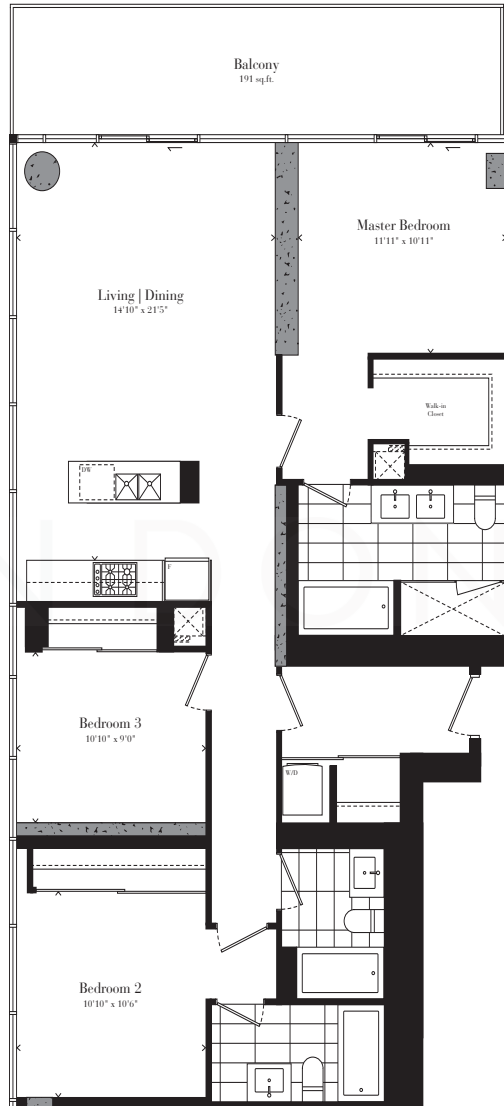 Balcony
191 sq.ft.
Master Bedroom
11'11" x 10'11"
Living | Dining
14'10" x 21'5"
Walk-in
Closet
DW
F
Bedroom 3
10'10" x 9'0"
W/D
Bedroom 2
10'10" x 10'6"